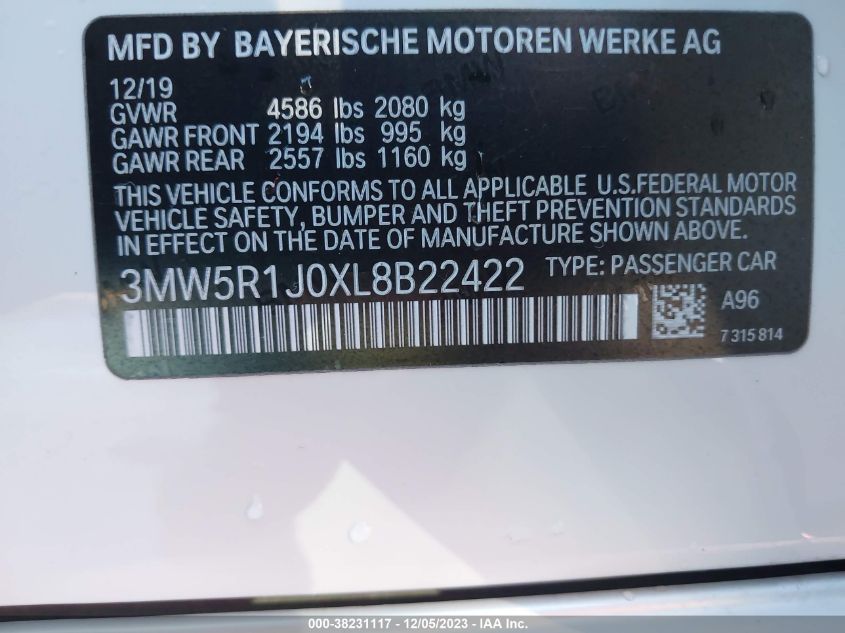 MFD BY BAYERISCHE MOTOREN WERKE AG
12/19
GVWR 4586 lbs 2080 kg
GAWR FRONT 2194 lbs 995 kg
GAWR REAR 2557 lbs 1160 kg
THIS VEHICLE CONFORMS TO ALL APPLICABLE U.S.FEDERAL MOTOR
VEHICLE SAFETY, BUMPER AND THEFT PREVENTION STANDARDS
IN EFFECT ON THE DATE OF MANUFACTURE SHOWN ABOVE.
3MW5R1J0XL8B22422 TYPE: PASSENGER CAR
A96
7 315 814
000-38231117 - 12/05/2023 - IAA Inc.